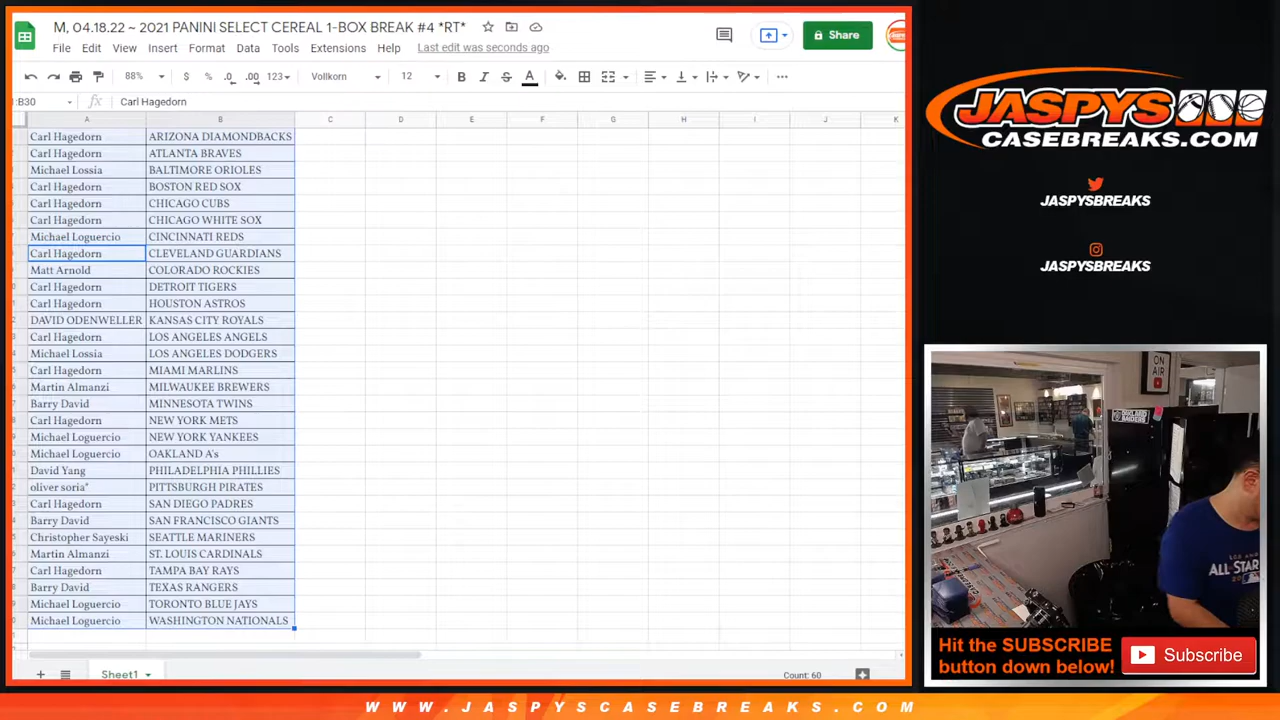 M, 04.18.22 ~ 2021 PANINI SELECT CEREAL 1-BOX BREAK #4 *RT*
File Edit View Insert Format Data Tools Extensions Help Last edit was seconds ago
Share
88% $ % .0 .00 123 Vollkorn 12 B I S A
:B30 fx Carl Hagedorn
A B C D E F G H I J K
Carl Hagedorn ARIZONA DIAMONDBACKS
Carl Hagedorn ATLANTA BRAVES
Michael Lossia BALTIMORE ORIOLES
Carl Hagedorn BOSTON RED SOX
Carl Hagedorn CHICAGO CUBS
Carl Hagedorn CHICAGO WHITE SOX
Michael Loguercio CINCINNATI REDS
Carl Hagedorn CLEVELAND GUARDIANS
Matt Arnold COLORADO ROCKIES
Carl Hagedorn DETROIT TIGERS
Carl Hagedorn HOUSTON ASTROS
DAVID ODENWELLER KANSAS CITY ROYALS
Carl Hagedorn LOS ANGELES ANGELS
Michael Lossia LOS ANGELES DODGERS
Carl Hagedorn MIAMI MARLINS
Martin Almanzi MILWAUKEE BREWERS
Barry David MINNESOTA TWINS
Carl Hagedorn NEW YORK METS
Michael Loguercio NEW YORK YANKEES
Michael Loguercio OAKLAND A's
David Yang PHILADELPHIA PHILLIES
oliver soria* PITTSBURGH PIRATES
Carl Hagedorn SAN DIEGO PADRES
Barry David SAN FRANCISCO GIANTS
Christopher Sayeski SEATTLE MARINERS
Martin Almanzi ST. LOUIS CARDINALS
Carl Hagedorn TAMPA BAY RAYS
Barry David TEXAS RANGERS
Michael Loguercio TORONTO BLUE JAYS
Michael Loguercio WASHINGTON NATIONALS
Sheet1
Count: 60
JASPYS
CASEBREAKS.COM
JASPYSBREAKS
JASPYSBREAKS
ON AIR
ALL-STAR
Hit the SUBSCRIBE
button down below!
Subscribe
WWW.JASPYSCASEBREAKS.COM